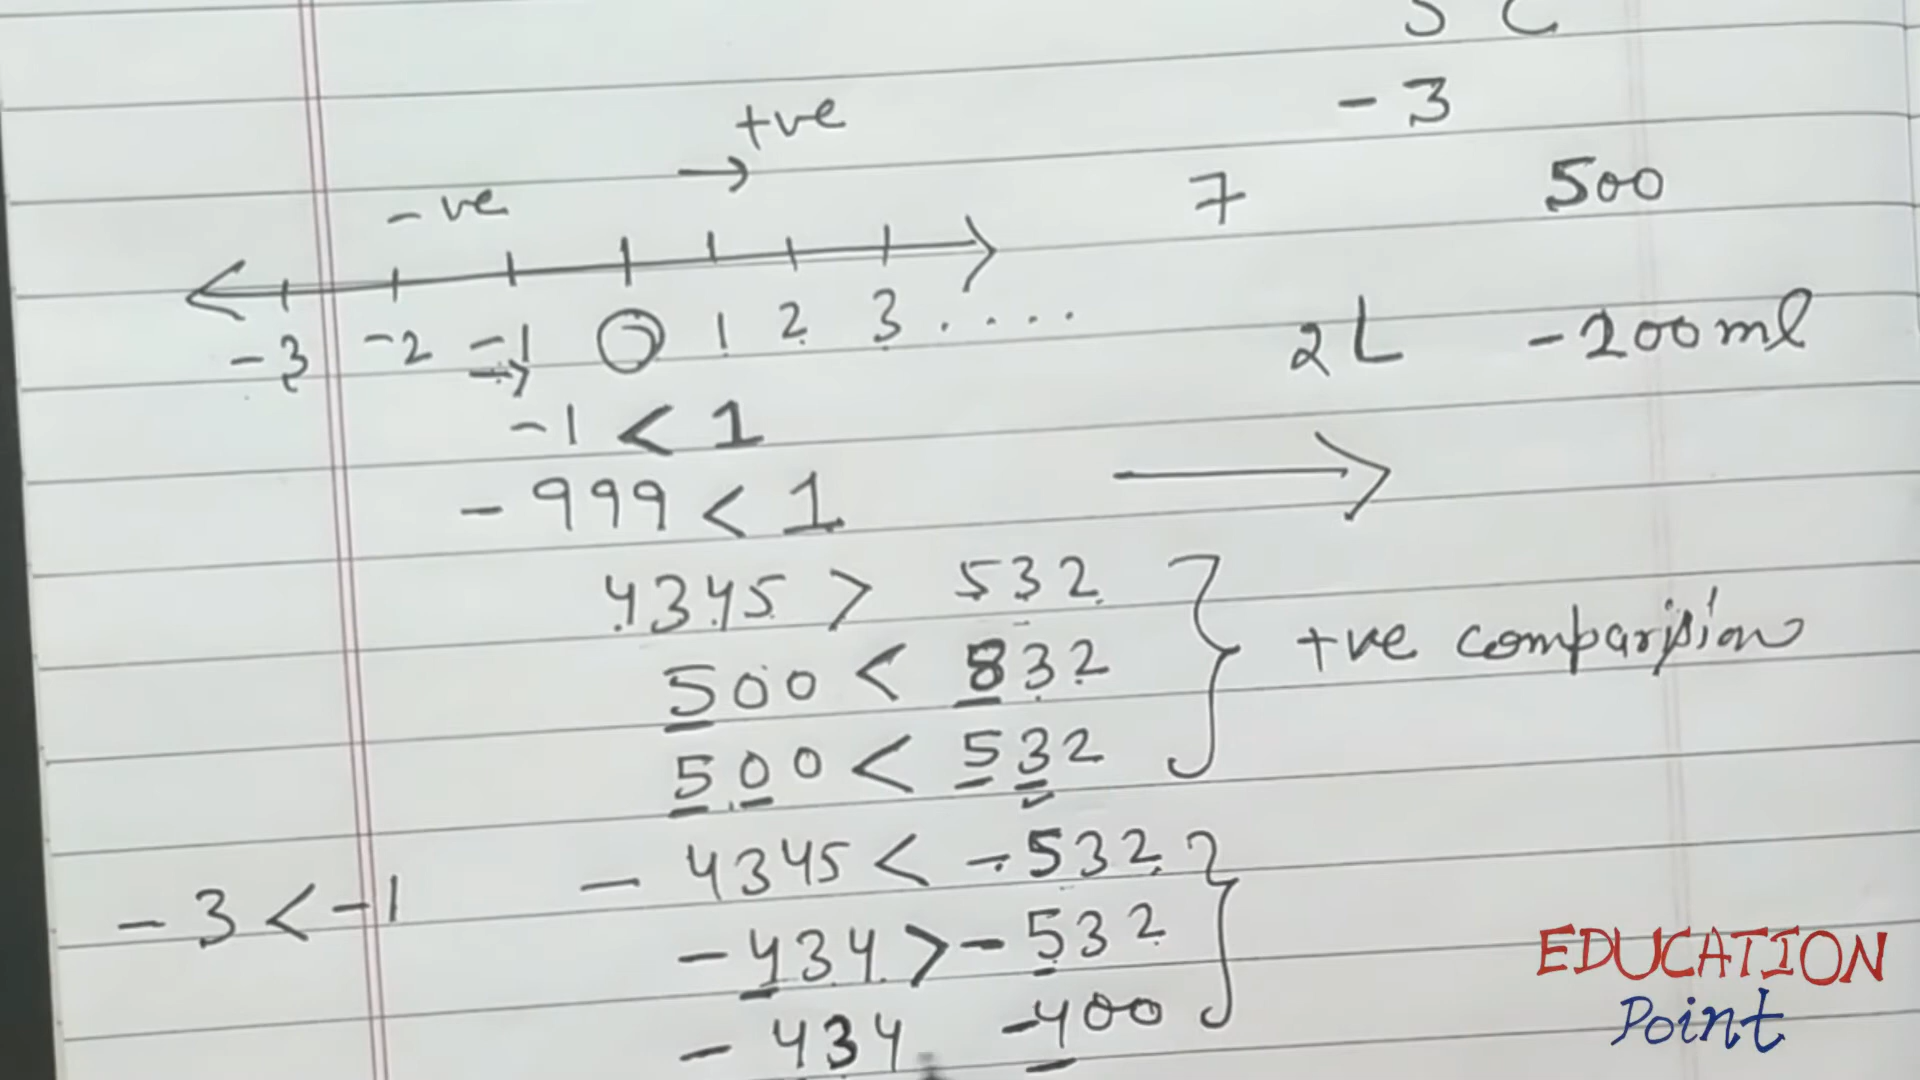 5 C
- 3
+ve
→
7 500
- ve
-3 -2 -1 0 1 2 3 . . . .
2L -200ml
-1 < 1
- 999 < 1
4345 > 532
500 < 832
+ve comparision
500 < 532
- 4345 < - 532
- 3 < -1
- 434 > - 532
- 434 -400
EDUCATION
Point